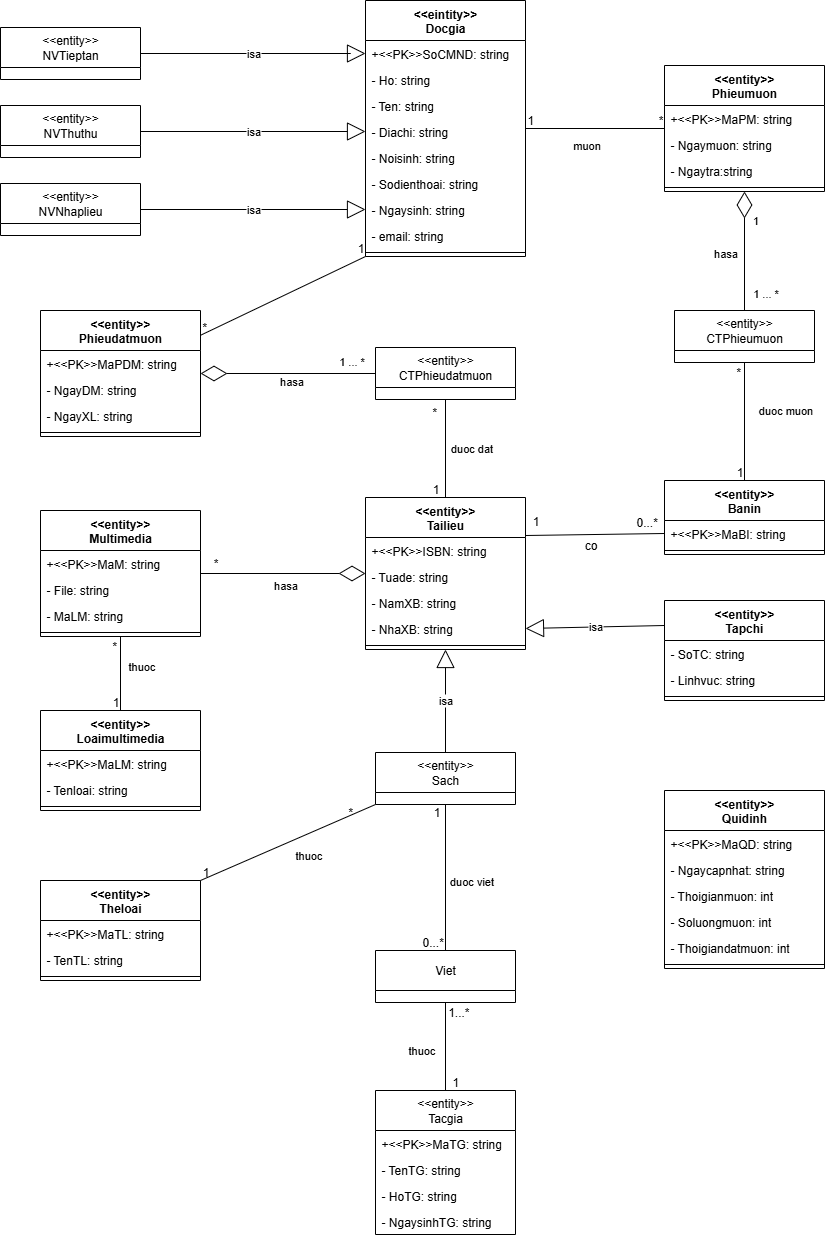 <<eintity>>
Docgia
+<<PK>>SoCMND: string
- Ho: string
- Ten: string
- Diachi: string
- Noisinh: string
- Sodienthoai: string
- Ngaysinh: string
- email: string
<<entity>>
NVTieptan
isa
<<entity>>
NVThuthu
isa
<<entity>>
NVNhaplieu
isa
1
muon
*
<<entity>>
Phieumuon
+<<PK>>MaPM: string
- Ngaymuon: string
- Ngaytra:string
1
hasa
1 ... *
<<entity>>
CTPhieumuon
*
duoc muon
1
1
*
<<entity>>
Phieudatmuon
+<<PK>>MaPDM: string
- NgayDM: string
- NgayXL: string
hasa
1 ... *
<<entity>>
CTPhieudatmuon
*
duoc dat
1
<<entity>>
Banin
+<<PK>>MaBI: string
<<entity>>
Tailieu
+<<PK>>ISBN: string
- Tuade: string
- NamXB: string
- NhaXB: string
1
co
0...*
<<entity>>
Multimedia
+<<PK>>MaM: string
- File: string
- MaLM: string
*
hasa
*
thuoc
1
<<entity>>
Loaimultimedia
+<<PK>>MaLM: string
- Tenloai: string
isa
<<entity>>
Tapchi
- SoTC: string
- Linhvuc: string
isa
<<entity>>
Sach
*
thuoc
1
<<entity>>
Theloai
+<<PK>>MaTL: string
- TenTL: string
1
duoc viet
0...*
Viet
1...*
thuoc
1
<<entity>>
Tacgia
+<<PK>>MaTG: string
- TenTG: string
- HoTG: string
- NgaysinhTG: string
<<entity>>
Quidinh
+<<PK>>MaQD: string
- Ngaycapnhat: string
- Thoigianmuon: int
- Soluongmuon: int
- Thoigiandatmuon: int